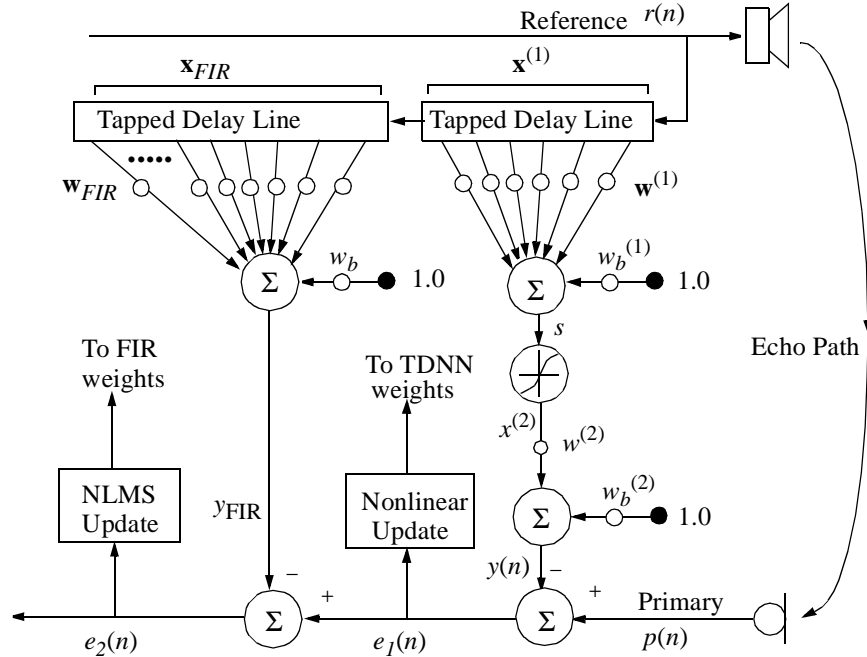 Reference r(n)
x_FIR
x^(1)
Tapped Delay Line
Tapped Delay Line
w_FIR
w^(1)
w_b
1.0
w_b^(1)
1.0
Σ
Σ
s
Echo Path
To FIR
weights
To TDNN
weights
x^(2)
w^(2)
NLMS
Update
y_FIR
Nonlinear
Update
Σ
w_b^(2)
1.0
y(n)
−
−
+
+
Primary
p(n)
Σ
Σ
e_2(n)
e_1(n)